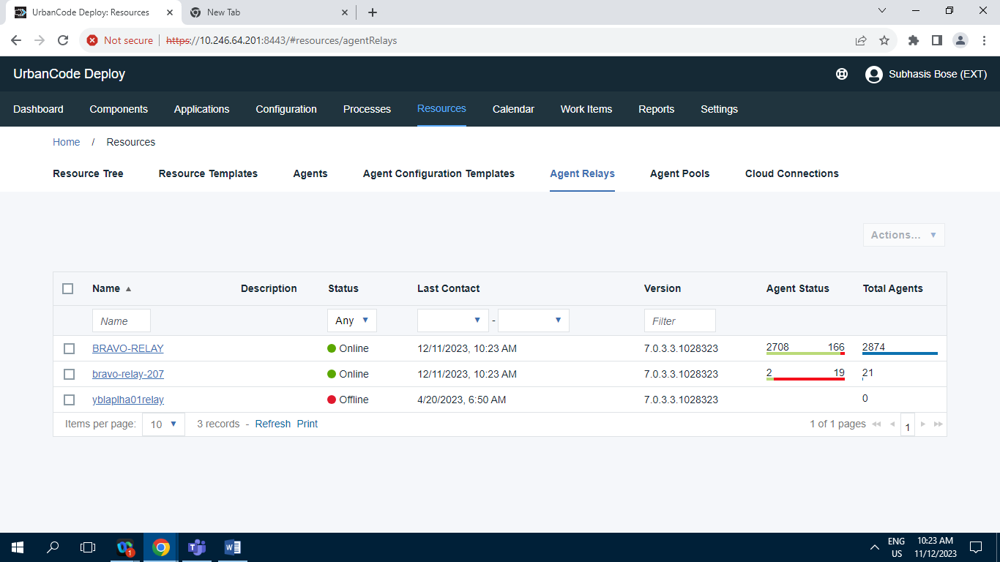 UrbanCode Deploy: Resources
New Tab
Not secure https://10.246.64.201:8443/#resources/agentRelays
UrbanCode Deploy
Subhasis Bose (EXT)
Dashboard Components Applications Configuration Processes Resources Calendar Work Items Reports Settings
Home / Resources
Resource Tree Resource Templates Agents Agent Configuration Templates Agent Relays Agent Pools Cloud Connections
Actions...
Name Description Status Last Contact Version Agent Status Total Agents
Name Any - Filter
BRAVO-RELAY Online 12/11/2023, 10:23 AM 7.0.3.3.1028323 2708 166 2874
bravo-relay-207 Online 12/11/2023, 10:23 AM 7.0.3.3.1028323 2 19 21
yblaplha01relay Offline 4/20/2023, 6:50 AM 7.0.3.3.1028323 0
Items per page: 10 3 records - Refresh Print 1 of 1 pages 1
1
ENG 10:23 AM
US 11/12/2023